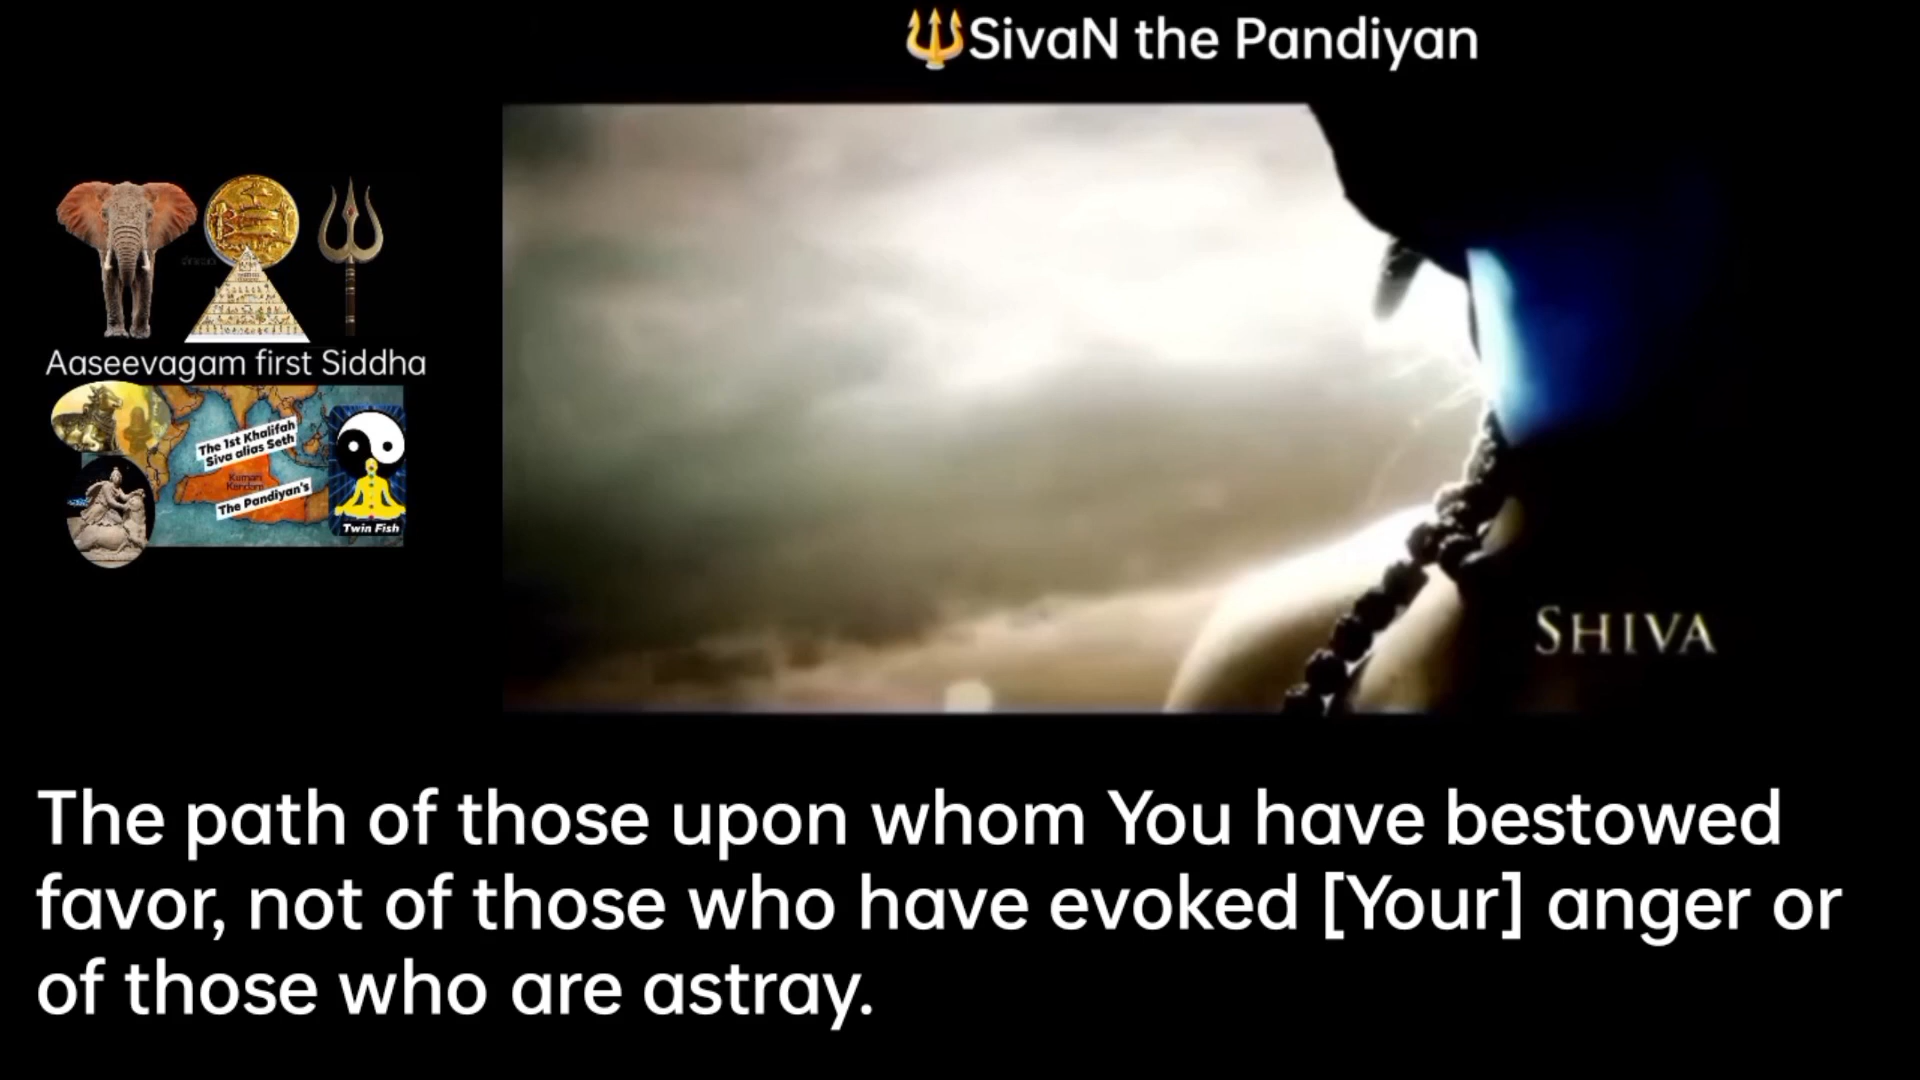 🔱SivaN the Pandiyan
Aaseevagam first Siddha
The 1st Khalifah
Siva alias Seth
Kumari
Kandam
The Pandiyan's
Twin Fish
SHIVA
The path of those upon whom You have bestowed
favor, not of those who have evoked [Your] anger or
of those who are astray.